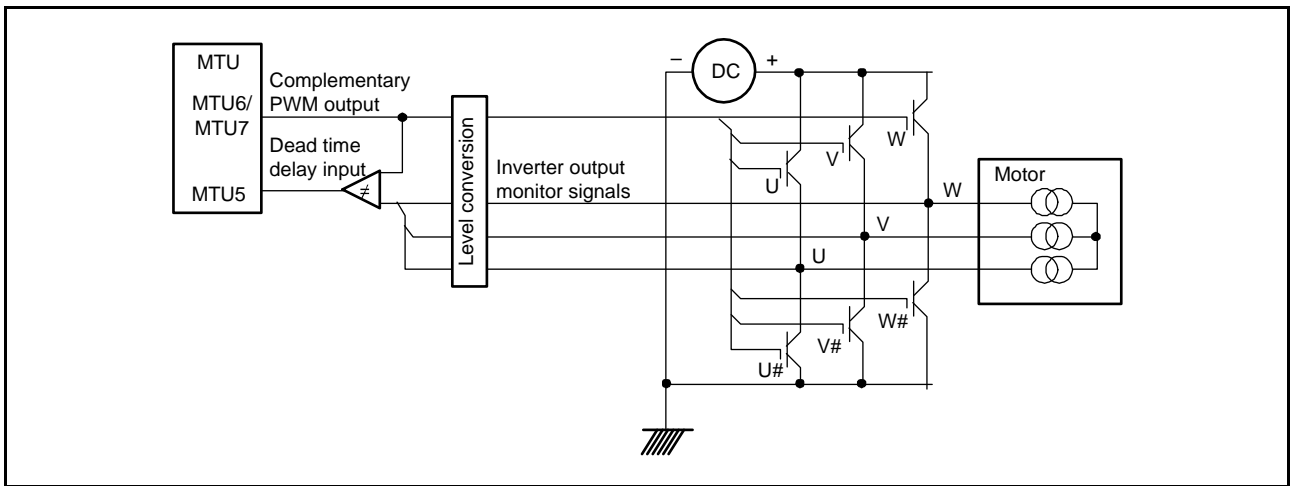 MTU
MTU6/
MTU7
MTU5
Complementary
PWM output
Dead time
delay input
≠
Level conversion
Inverter output
monitor signals
– DC +
W
V
U
W
V
U
W#
V#
U#
Motor